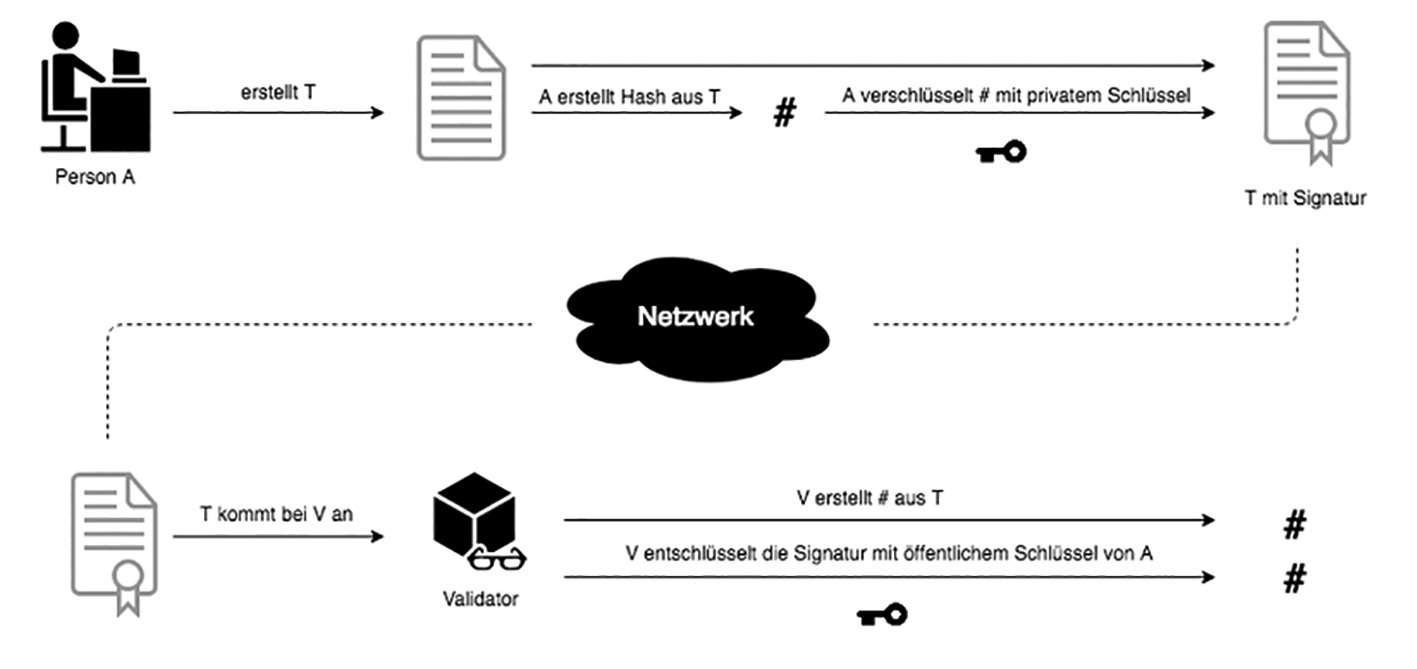 erstellt T
A erstellt Hash aus T
#
A verschlüsselt # mit privatem Schlüssel
Person A
T mit Signatur
Netzwerk
T kommt bei V an
Validator
V erstellt # aus T
#
V entschlüsselt die Signatur mit öffentlichem Schlüssel von A
#